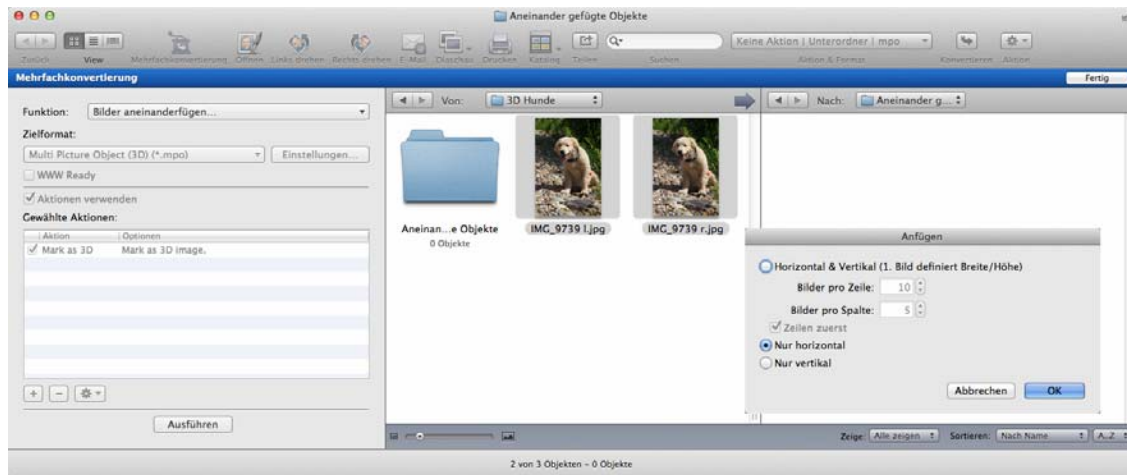 Aneinander gefügte Objekte
Keine Aktion | Unterordner | mpo
Zurück View Mehrfachkonvertierung Öffnen Links drehen Rechts drehen E-Mail Diaschau Drucken Katalog Teilen Suchen Aktion & Format Konvertieren Aktion
Mehrfachkonvertierung
Fertig
Funktion: Bilder aneinanderfügen...
Von: 3D Hunde
Nach: Aneinander g...
Zielformat:
Multi Picture Object (3D) (*.mpo) Einstellungen...
WWW Ready
Aktionen verwenden
Gewählte Aktionen:
Aktion Optionen
Mark as 3D Mark as 3D image.
Ausführen
Aneinan...e Objekte
0 Objekte
IMG_9739 l.jpg
IMG_9739 r.jpg
Anfügen
Horizontal & Vertikal (1. Bild definiert Breite/Höhe)
Bilder pro Zeile: 10
Bilder pro Spalte: 5
Zeilen zuerst
Nur horizontal
Nur vertikal
Abbrechen OK
Zeige: Alle zeigen Sortieren: Nach Name A..Z
2 von 3 Objekten - 0 Objekte